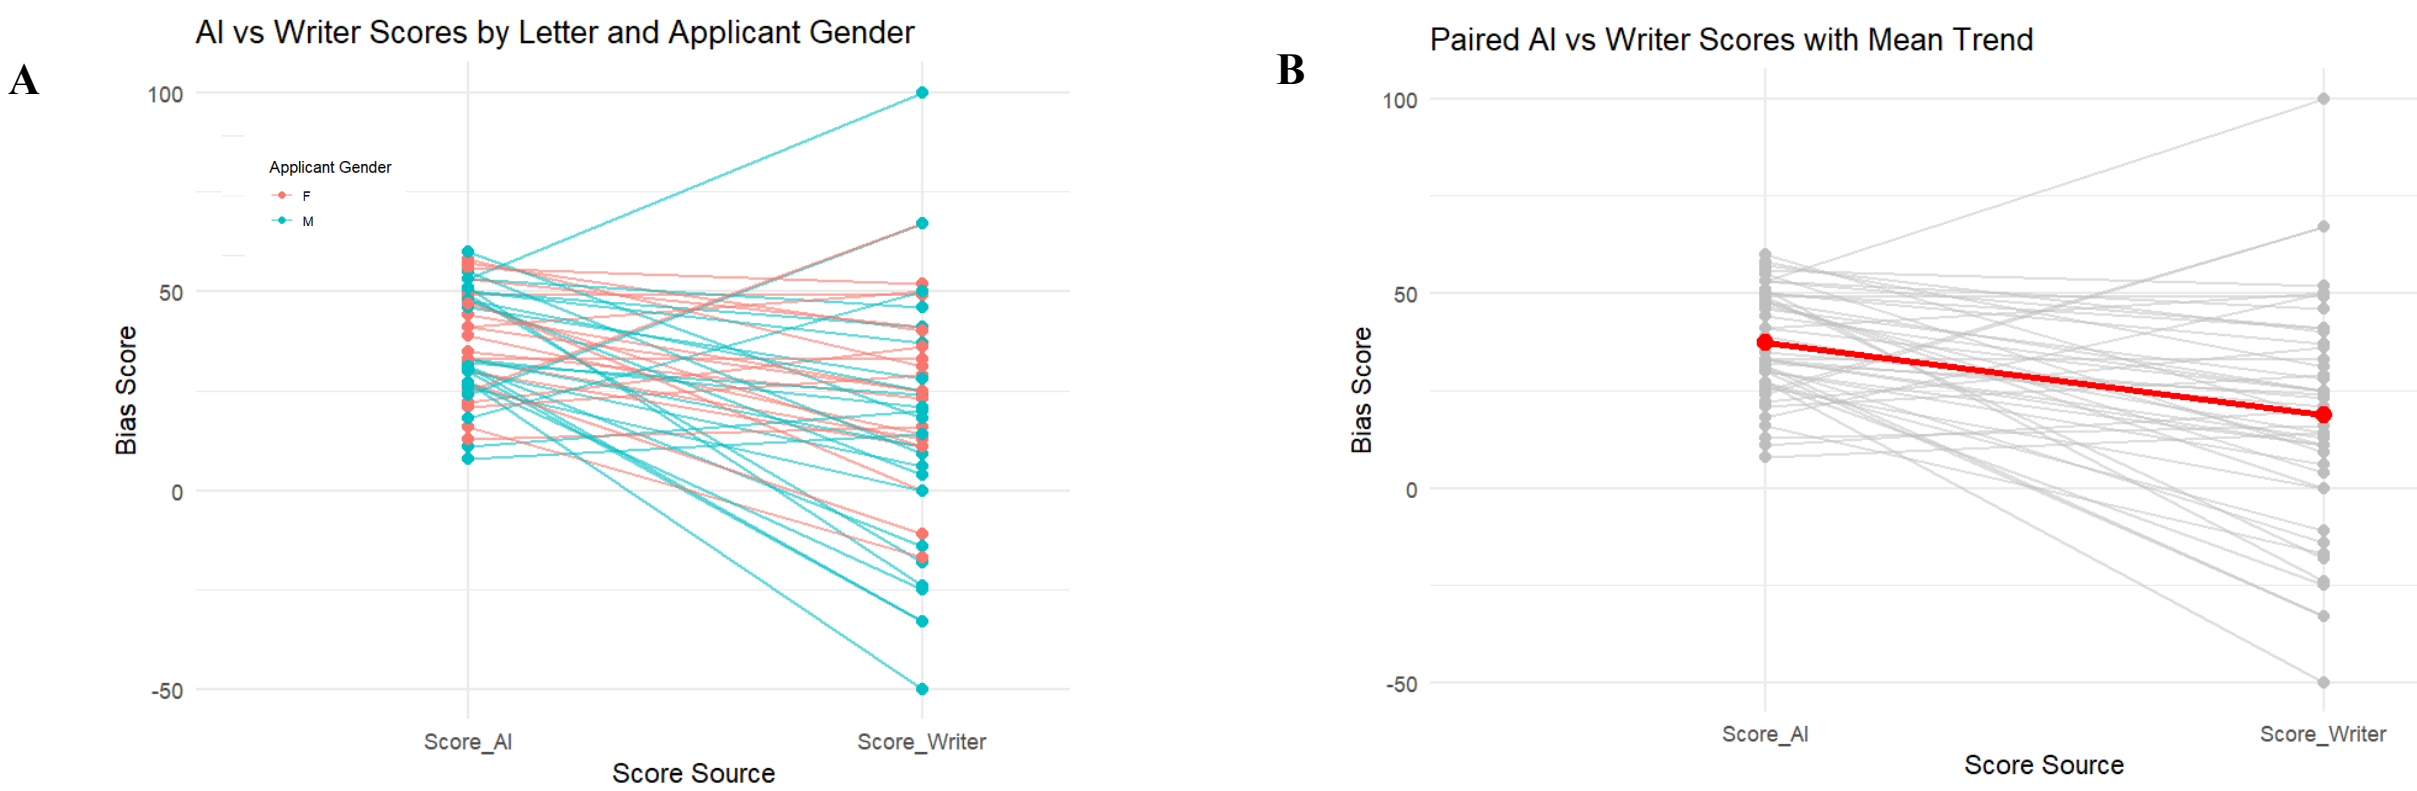 A
AI vs Writer Scores by Letter and Applicant Gender
Bias Score
100
50
0
-50
Applicant Gender
F
M
Score_AI
Score_Writer
Score Source
B
Paired AI vs Writer Scores with Mean Trend
Bias Score
100
50
0
-50
Score_AI
Score_Writer
Score Source